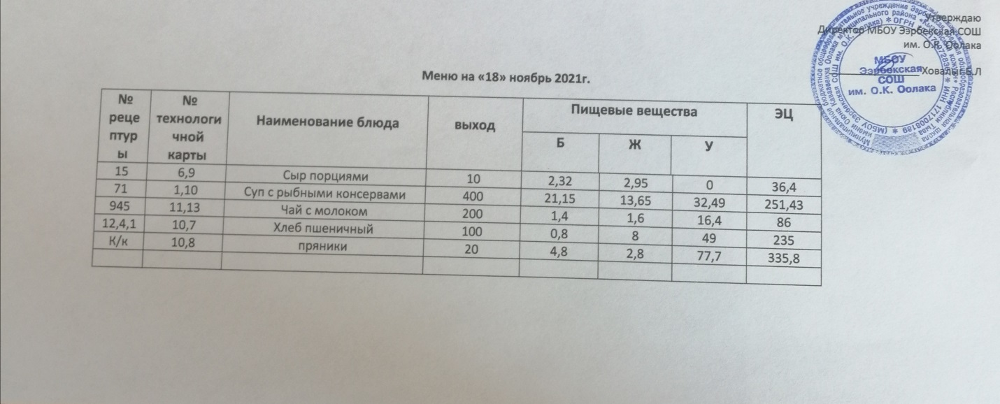 Утверждаю
Директор МБОУ Ээрбекская СОШ
им. О.К. Оолака
Ховалыг Б.Л
МБОУ
Ээрбекская
СОШ
им. О.К. Оолака
Меню на «18» ноябрь 2021г.
№ рецептуры № технологичной карты Наименование блюда выход Пищевые вещества ЭЦ
Б Ж У
15 6,9 Сыр порциями 10 2,32 2,95 0 36,4
71 1,10 Суп с рыбными консервами 400 21,15 13,65 32,49 251,43
945 11,13 Чай с молоком 200 1,4 1,6 16,4 86
12,4,1 10,7 Хлеб пшеничный 100 0,8 8 49 235
К/к 10,8 пряники 20 4,8 2,8 77,7 335,8